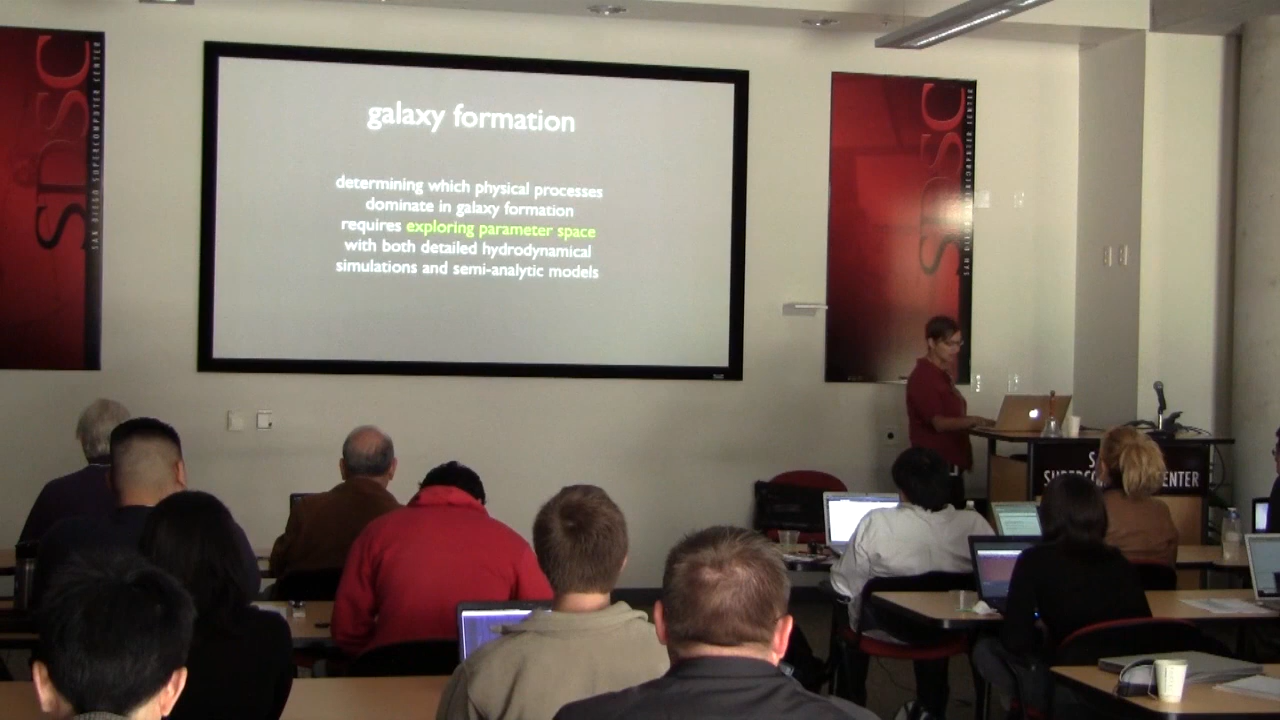 SDSC
SAN DIEGO SUPERCOMPUTER CENTER
galaxy formation
determining which physical processes
dominate in galaxy formation
requires exploring parameter space
with both detailed hydrodynamical
simulations and semi-analytic models
SDSC
SAN DIEGO SUPERCOMPUTER CENTER